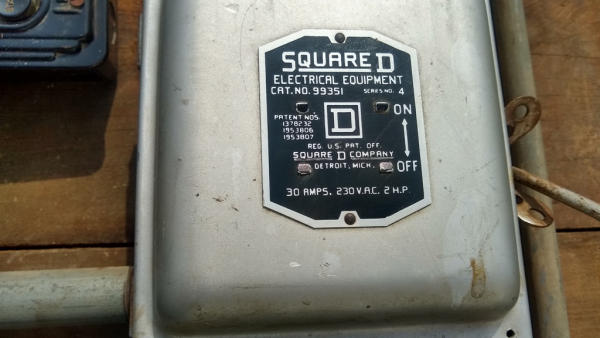 SQUARE D
ELECTRICAL EQUIPMENT
CAT. NO. 99351 SERIES NO. 4
PATENT NOS.
1378232
1953806
1953807
D
ON
REG. U.S. PAT. OFF.
SQUARE D COMPANY
DETROIT, MICH.
OFF
30 AMPS. 230 V.A.C. 2 H.P.